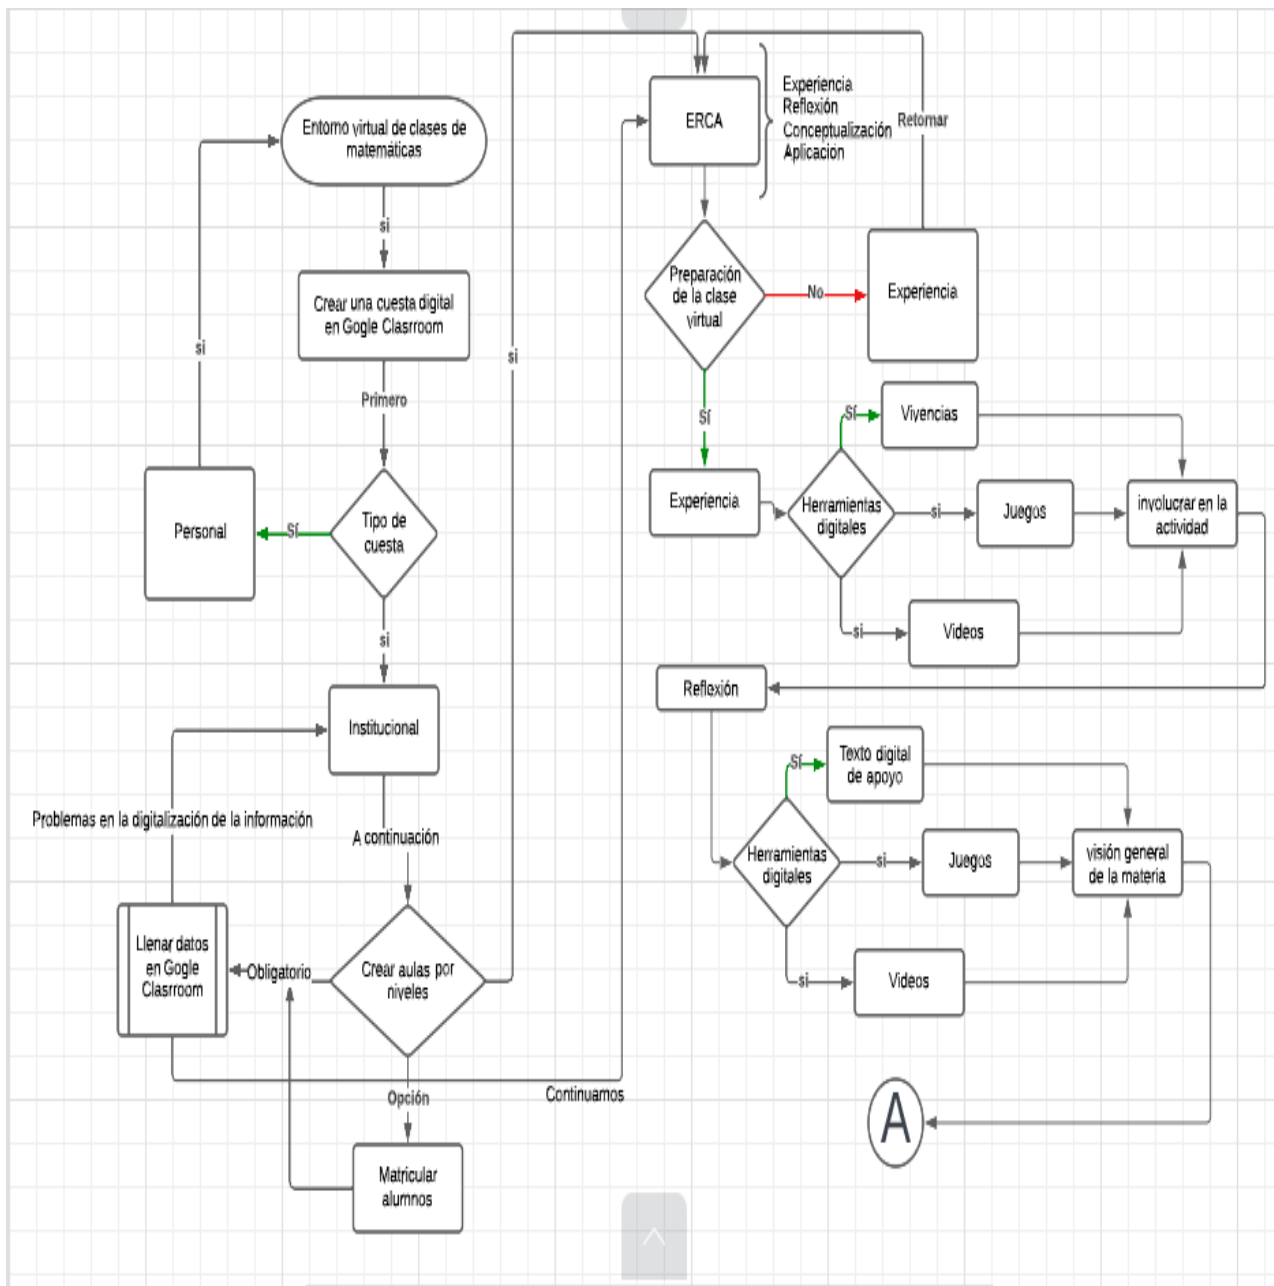 Entorno virtual de clases de
matemáticas
si
Crear una cuesta digital
en Gogle Clasrroom
Primero
Tipo de
cuesta
Sí
Personal
si
si
Institucional
A continuación
Problemas en la digitalización de la información
Crear aulas por
niveles
Obligatorio
Llenar datos
en Gogle
Clasrroom
Opción
Matricular
alumnos
Continuamos
si
ERCA
Experiencia
Reflexión
Conceptualización
Aplicación
Retornar
Preparación
de la clase
virtual
No
Experiencia
Sí
Experiencia
Herramientas
digitales
Sí
Vivencias
si
Juegos
si
Videos
involucrar en la
actividad
Reflexión
Herramientas
digitales
Sí
Texto digital
de apoyo
si
Juegos
si
Videos
visión general
de la materia
A